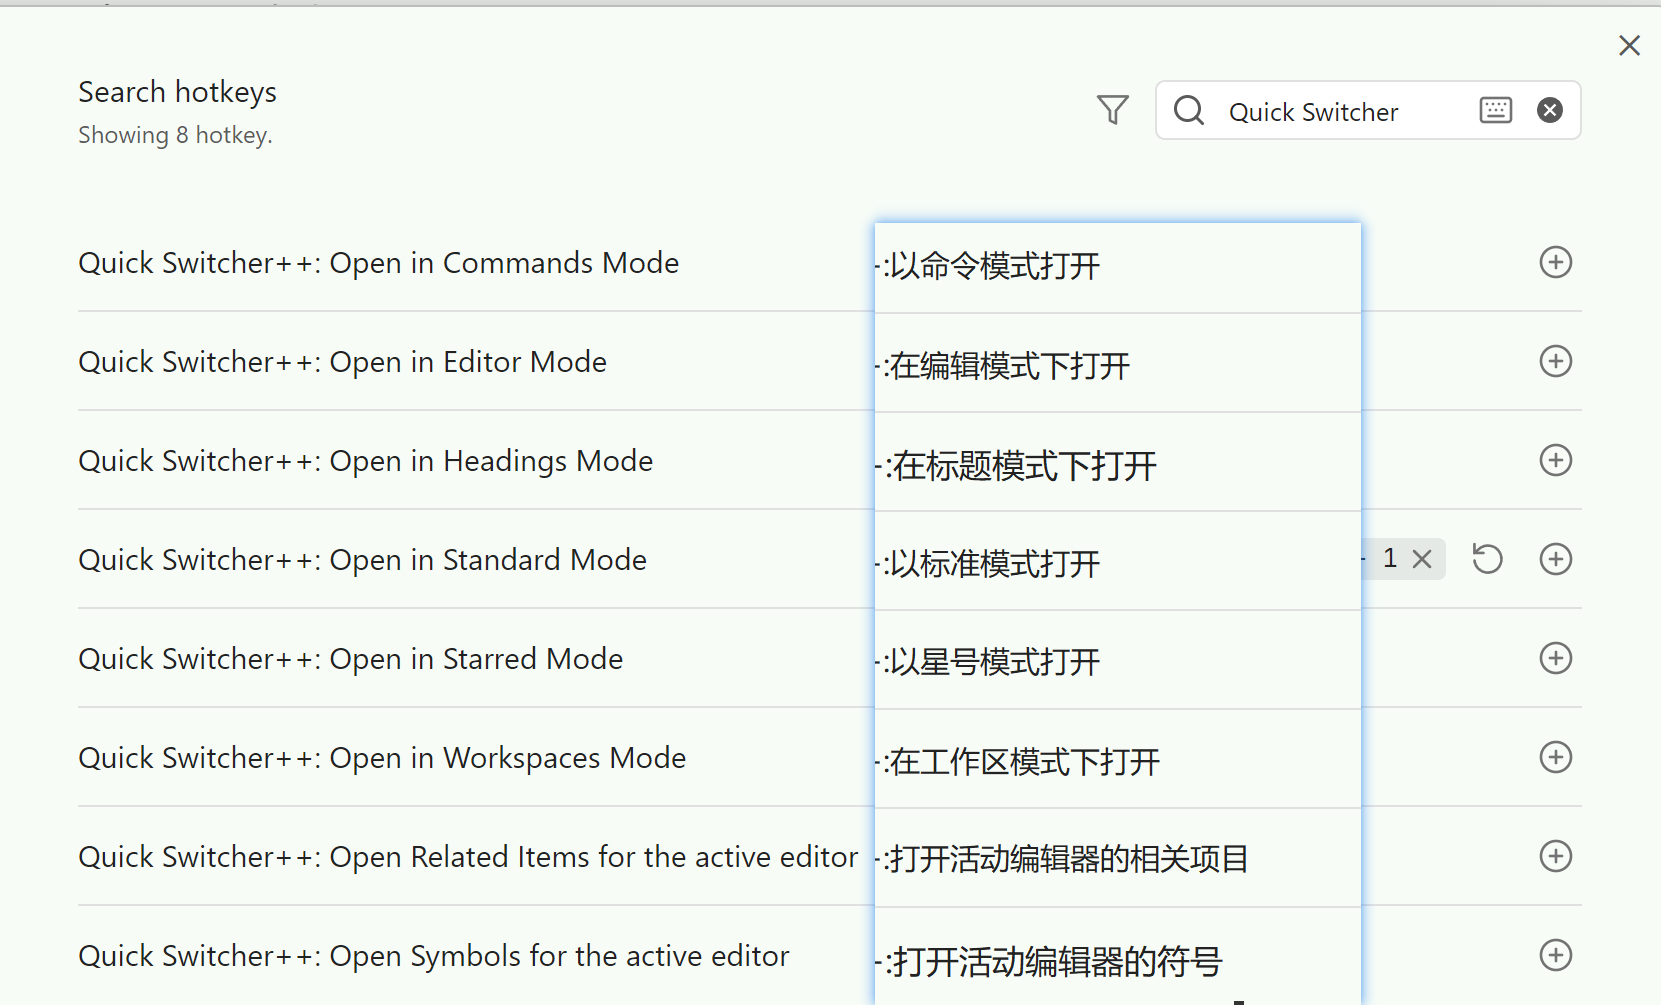 Search hotkeys
Showing 8 hotkey.
Quick Switcher
Quick Switcher++: Open in Commands Mode
-:以命令模式打开
Quick Switcher++: Open in Editor Mode
-:在编辑模式下打开
Quick Switcher++: Open in Headings Mode
-:在标题模式下打开
Quick Switcher++: Open in Standard Mode
-:以标准模式打开
1
Quick Switcher++: Open in Starred Mode
-:以星号模式打开
Quick Switcher++: Open in Workspaces Mode
-:在工作区模式下打开
Quick Switcher++: Open Related Items for the active editor
-:打开活动编辑器的相关项目
Quick Switcher++: Open Symbols for the active editor
-:打开活动编辑器的符号